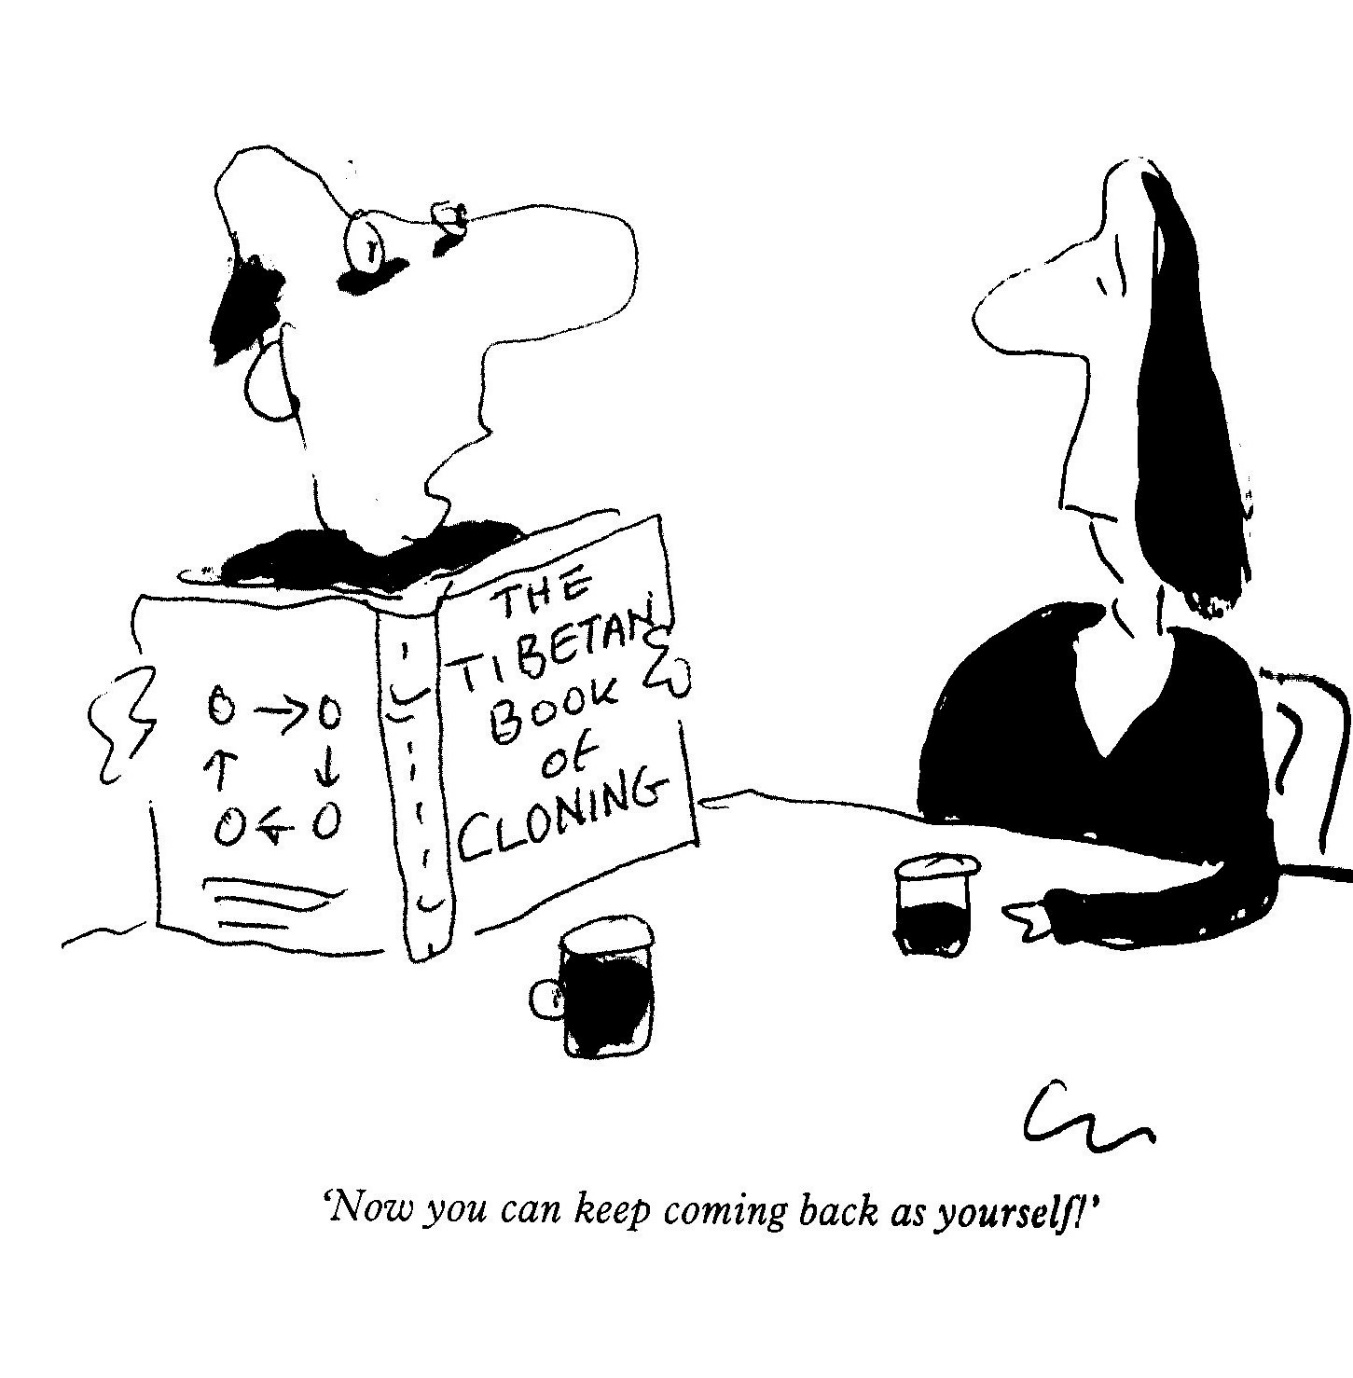 THE
TIBETAN
BOOK
OF
CLONING
O → O
↑ ↓
O ← O
‘Now you can keep coming back as yourself!’